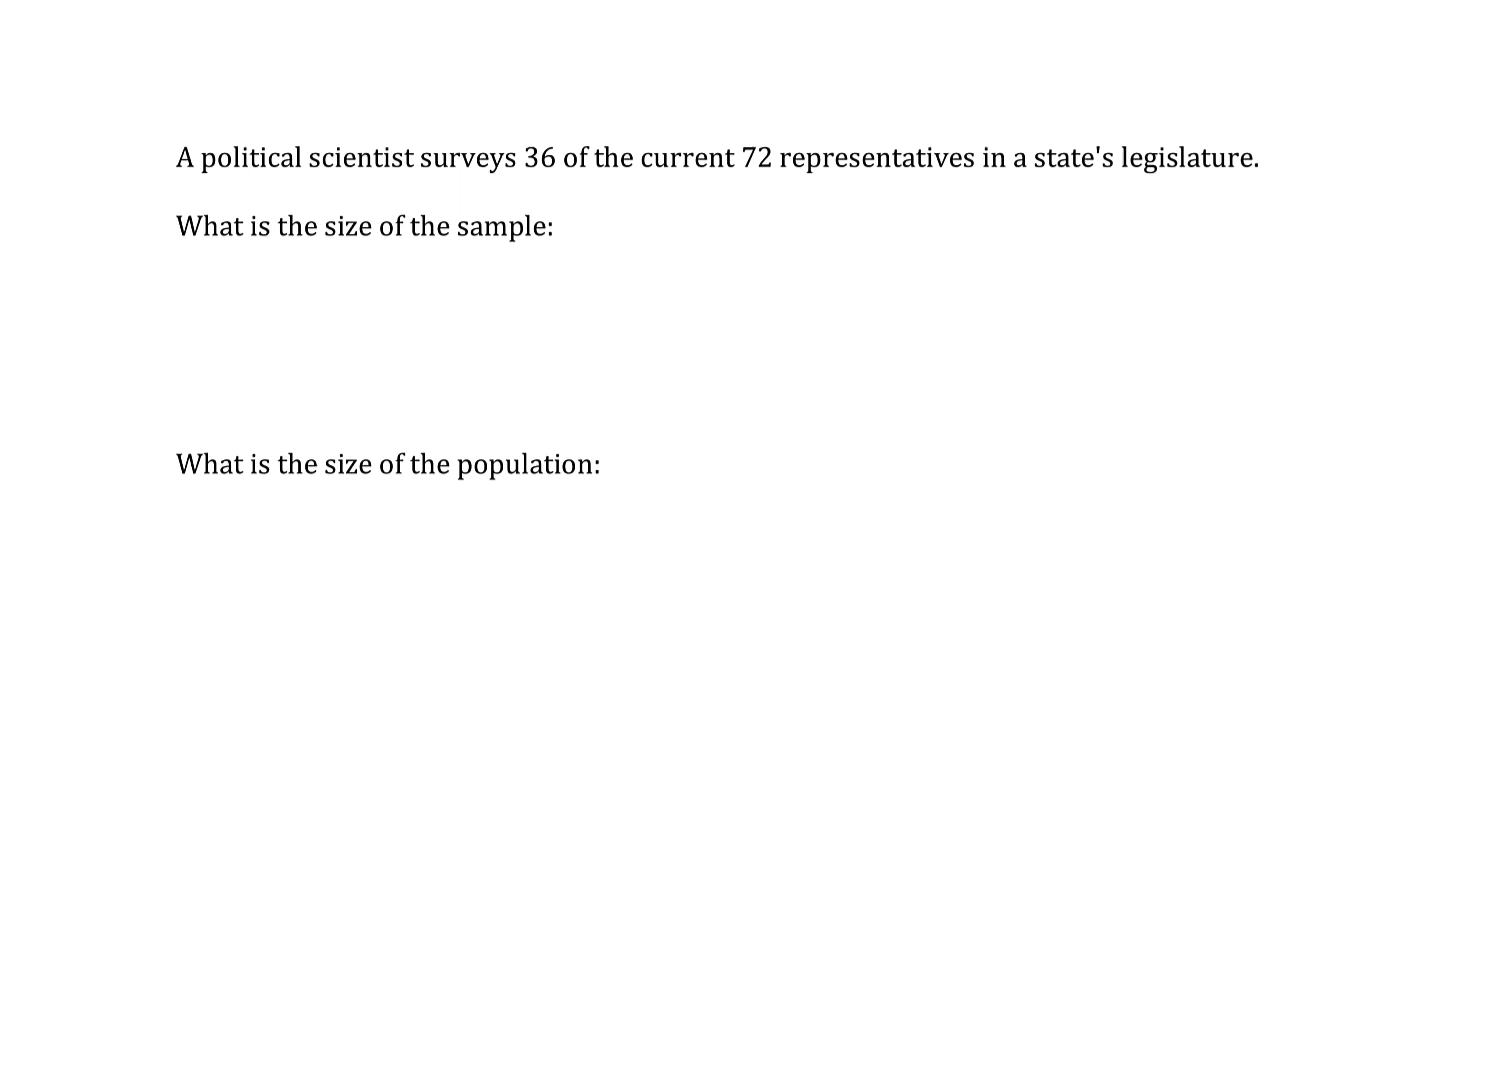 A political scientist surveys 36 of the current 72 representatives in a state's legislature.
What is the size of the sample:
What is the size of the population: